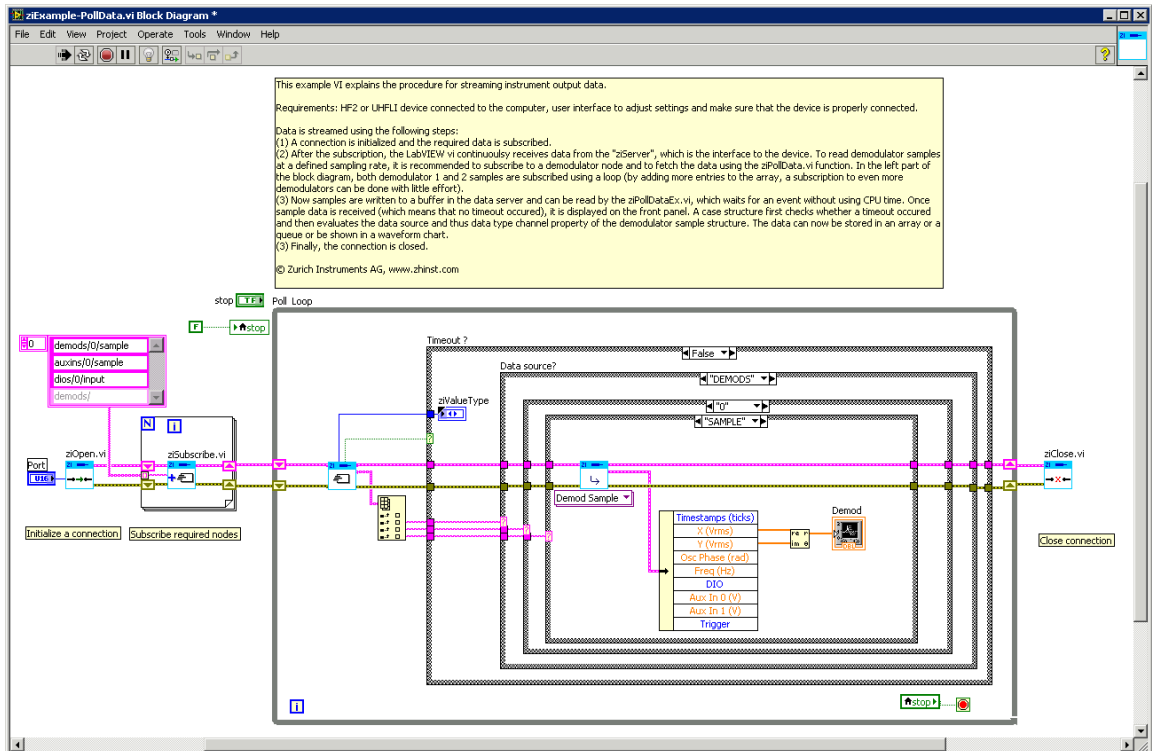 ziExample-PollData.vi Block Diagram *
File Edit View Project Operate Tools Window Help
This example VI explains the procedure for streaming instrument output data.
Requirements: HF2 or UHFLI device connected to the computer, user interface to adjust settings and make sure that the device is properly connected.
Data is streamed using the following steps:
(1) A connection is initialized and the required data is subscribed.
(2) After the subscription, the LabVIEW vi continuoulsy receives data from the "ziServer", which is the interface to the device. To read demodulator samples
at a defined sampling rate, it is recommended to subscribe to a demodulator node and to fetch the data using the ziPollData.vi function. In the left part of
the block diagram, both demodulator 1 and 2 samples are subscribed using a loop (by adding more entries to the array, a subscription to even more
demodulators can be done with little effort).
(3) Now samples are written to a buffer in the data server and can be read by the ziPollDataEx.vi, which waits for an event without using CPU time. Once
sample data is received (which means that no timeout occured), it is displayed on the front panel. A case structure first checks whether a timeout occured
and then evaluates the data source and thus data type channel property of the demodulator sample structure. The data can now be stored in an array or a
queue or be shown in a waveform chart.
(3) Finally, the connection is closed.
© Zurich Instruments AG, www.zhinst.com
stop TF Poll Loop
F stop
0
demods/0/sample
auxins/0/sample
dios/0/input
demods/
Timeout ?
False
Data source?
"DEMODS"
"0"
"SAMPLE"
ziValueType
N
i
Port
U16
ziOpen.vi
ziSubscribe.vi
ziClose.vi
Initialize a connection
Subscribe required nodes
Close connection
Demod Sample
Timestamps (ticks)
X (Vrms)
Y (Vrms)
Osc Phase (rad)
Freq (Hz)
DIO
Aux In 0 (V)
Aux In 1 (V)
Trigger
re r
im θ
Demod
DBL
i
stop